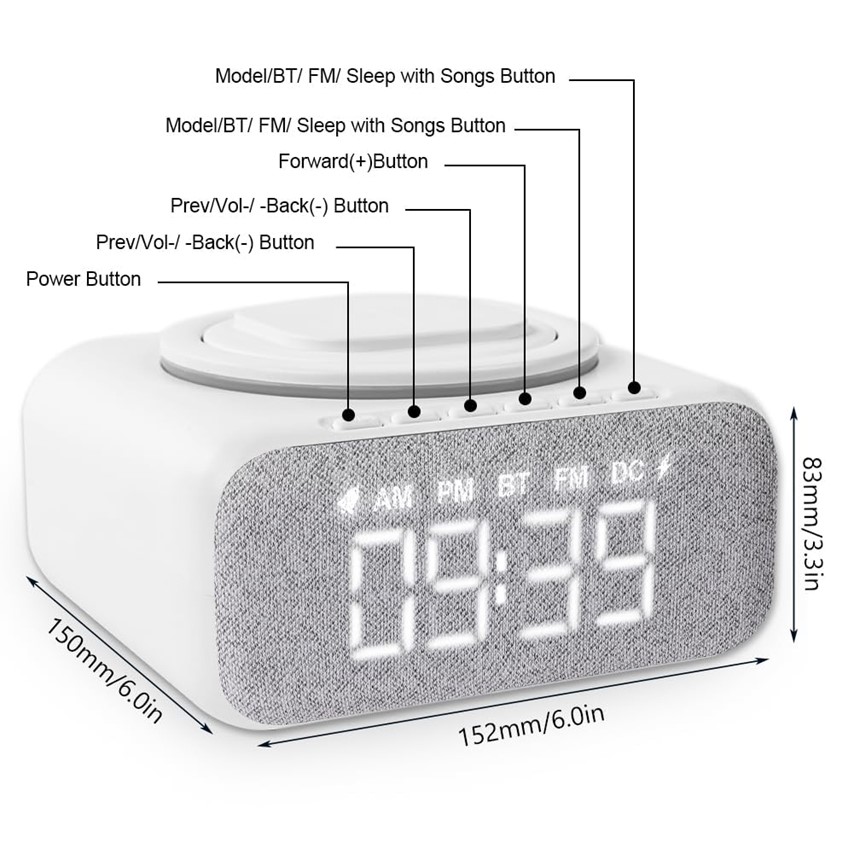 Model/BT/ FM/ Sleep with Songs Button
Model/BT/ FM/ Sleep with Songs Button
Forward(+)Button
Prev/Vol-/ -Back(-) Button
Prev/Vol-/ -Back(-) Button
Power Button
AM PM BT FM DC
09:39
83mm/3.3in
150mm/6.0in
152mm/6.0in